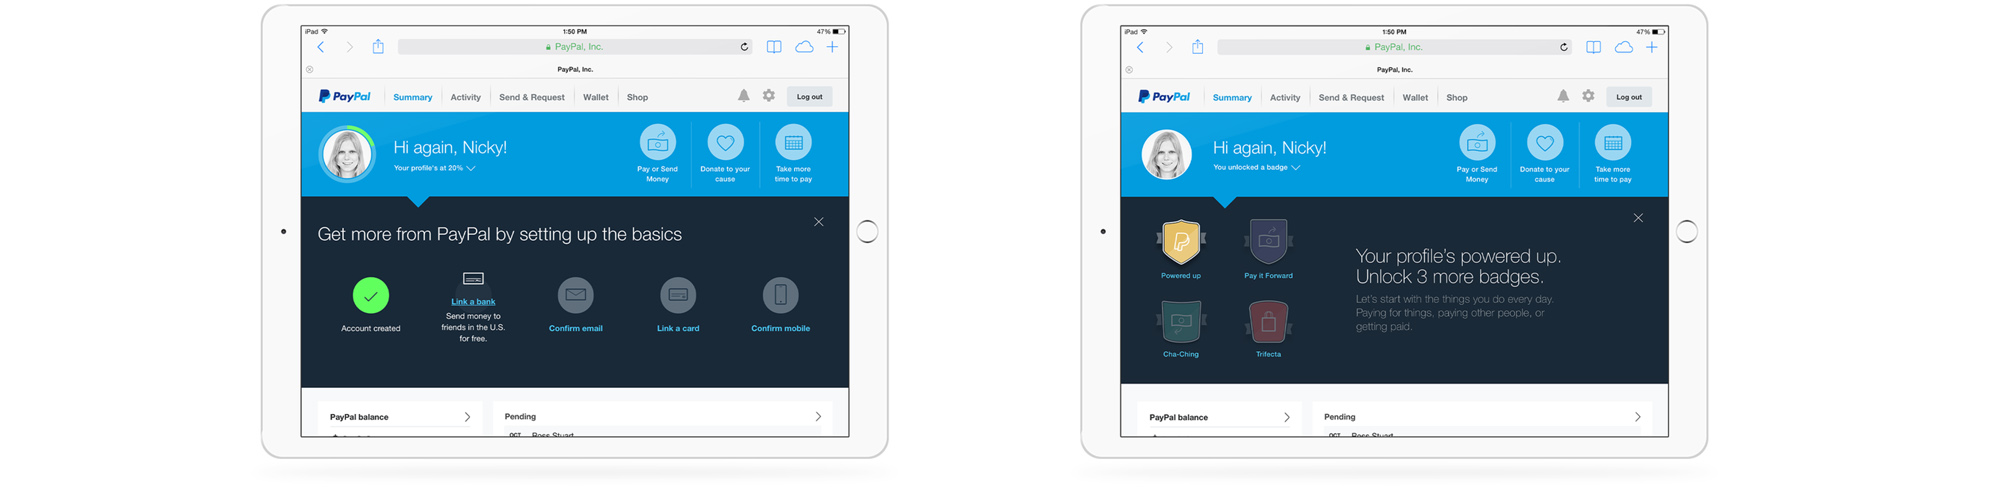 iPad
1:50 PM
47%
PayPal, Inc.
PayPal, Inc.
PayPal
Summary
Activity
Send & Request
Wallet
Shop
Log out
Hi again, Nicky!
Your profile's at 20%
Pay or Send
Money
Donate to your
cause
Take more
time to pay
Get more from PayPal by setting up the basics
Account created
Link a bank
Send money to
friends in the U.S.
for free.
Confirm email
Link a card
Confirm mobile
PayPal balance
Pending
OCT
Ross Stuart
iPad
1:50 PM
47%
PayPal, Inc.
PayPal, Inc.
PayPal
Summary
Activity
Send & Request
Wallet
Shop
Log out
Hi again, Nicky!
You unlocked a badge
Pay or Send
Money
Donate to your
cause
Take more
time to pay
Powered up
Pay it Forward
Cha-Ching
Trifecta
Your profile's powered up.
Unlock 3 more badges.
Let's start with the things you do every day.
Paying for things, paying other people, or
getting paid.
PayPal balance
Pending
OCT
Ross Stuart